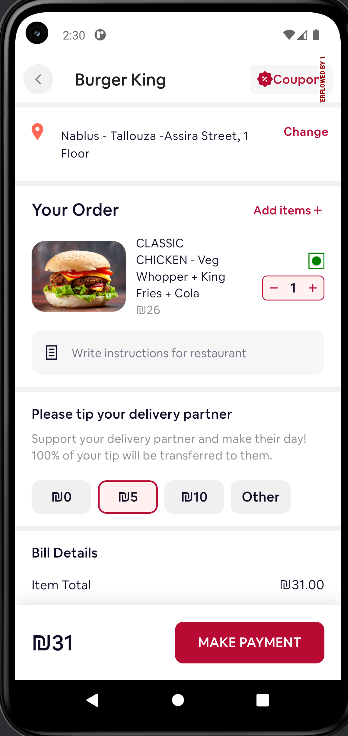 2:30
Burger King
Coupon
ERFLOWED BY 1
Nablus - Tallouza -Assira Street, 1
Floor
Change
Your Order
Add items +
CLASSIC
CHICKEN - Veg
Whopper + King
Fries + Cola
₪26
− 1 +
Write instructions for restaurant
Please tip your delivery partner
Support your delivery partner and make their day!
100% of your tip will be transferred to them.
₪0
₪5
₪10
Other
Bill Details
Item Total
₪31.00
₪31
MAKE PAYMENT